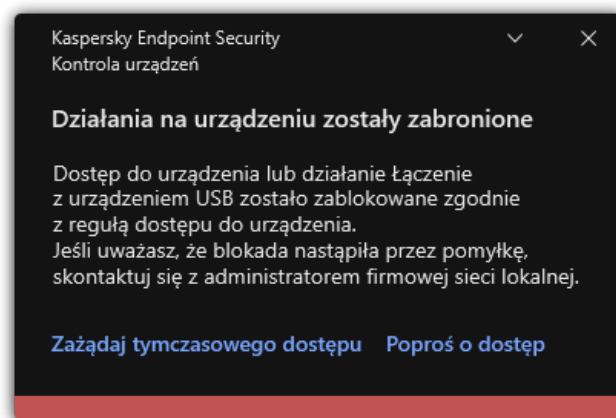 Kaspersky Endpoint Security
Kontrola urządzeń
Działania na urządzeniu zostały zabronione
Dostęp do urządzenia lub działanie Łączenie
z urządzeniem USB zostało zablokowane zgodnie
z regułą dostępu do urządzenia.
Jeśli uważasz, że blokada nastąpiła przez pomyłkę,
skontaktuj się z administratorem firmowej sieci lokalnej.
Zażądaj tymczasowego dostępu Poproś o dostęp